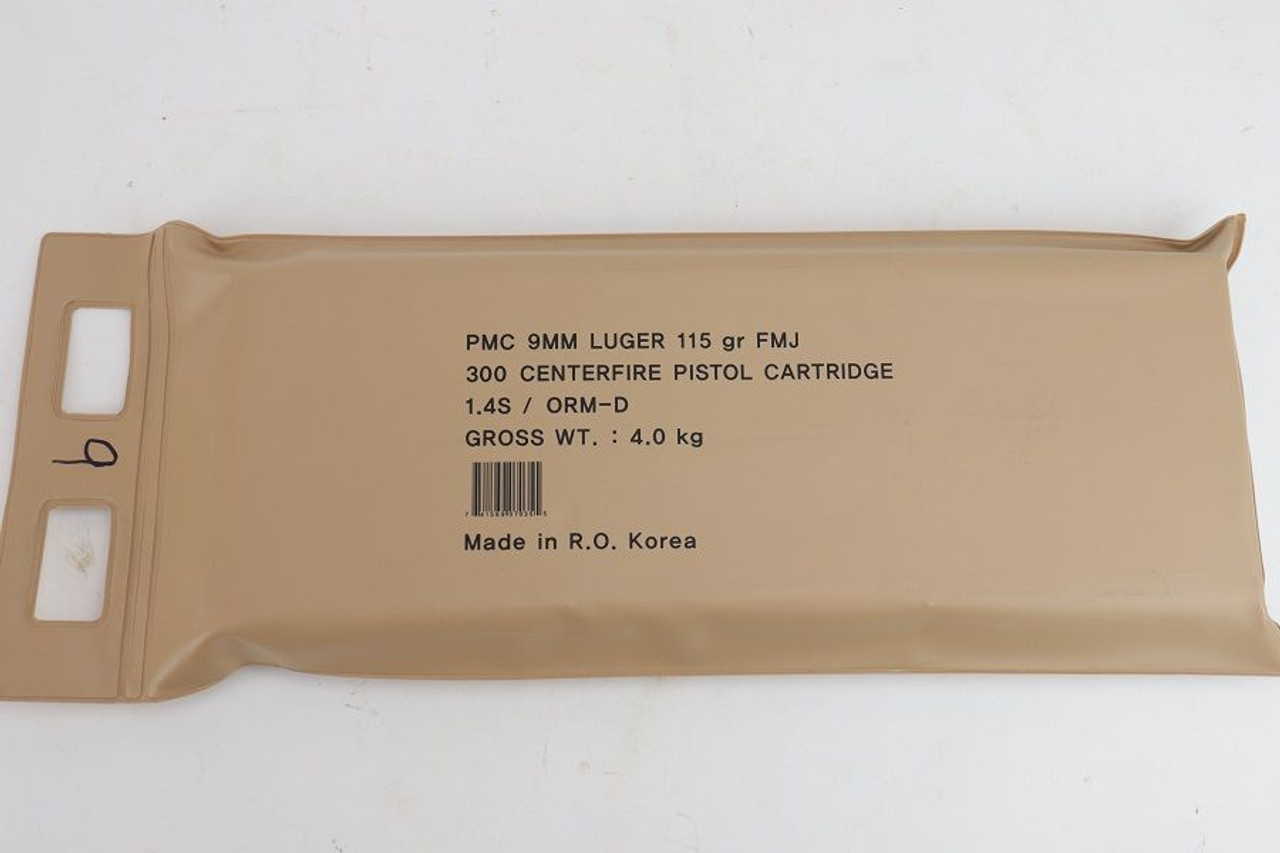 PMC 9MM LUGER 115 gr FMJ
300 CENTERFIRE PISTOL CARTRIDGE
1.4S / ORM-D
GROSS WT. : 4.0 kg
Made in R.O. Korea
9